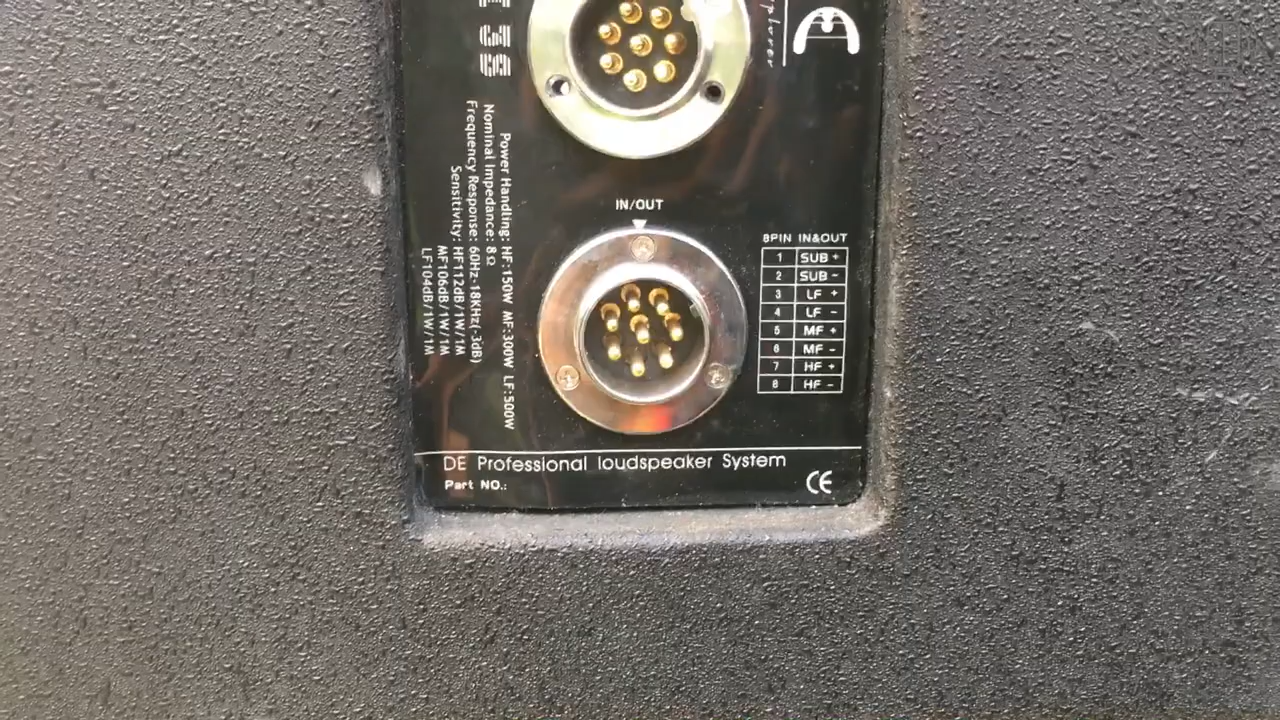 IN/OUT
8PIN IN&OUT
1 SUB +
2 SUB -
3 LF +
4 LF -
5 MF +
6 MF -
7 HF +
8 HF -
Power Handling: HF:150W MF:300W LF:500W
Nominal Impedance: 8Ω
Frequency Response: 60Hz-18KHz(-3dB)
Sensitivity: HF112dB/1W/1M
MF106dB/1W/1M
LF104dB/1W/1M
DE Professional loudspeaker System
Part NO.:
CE